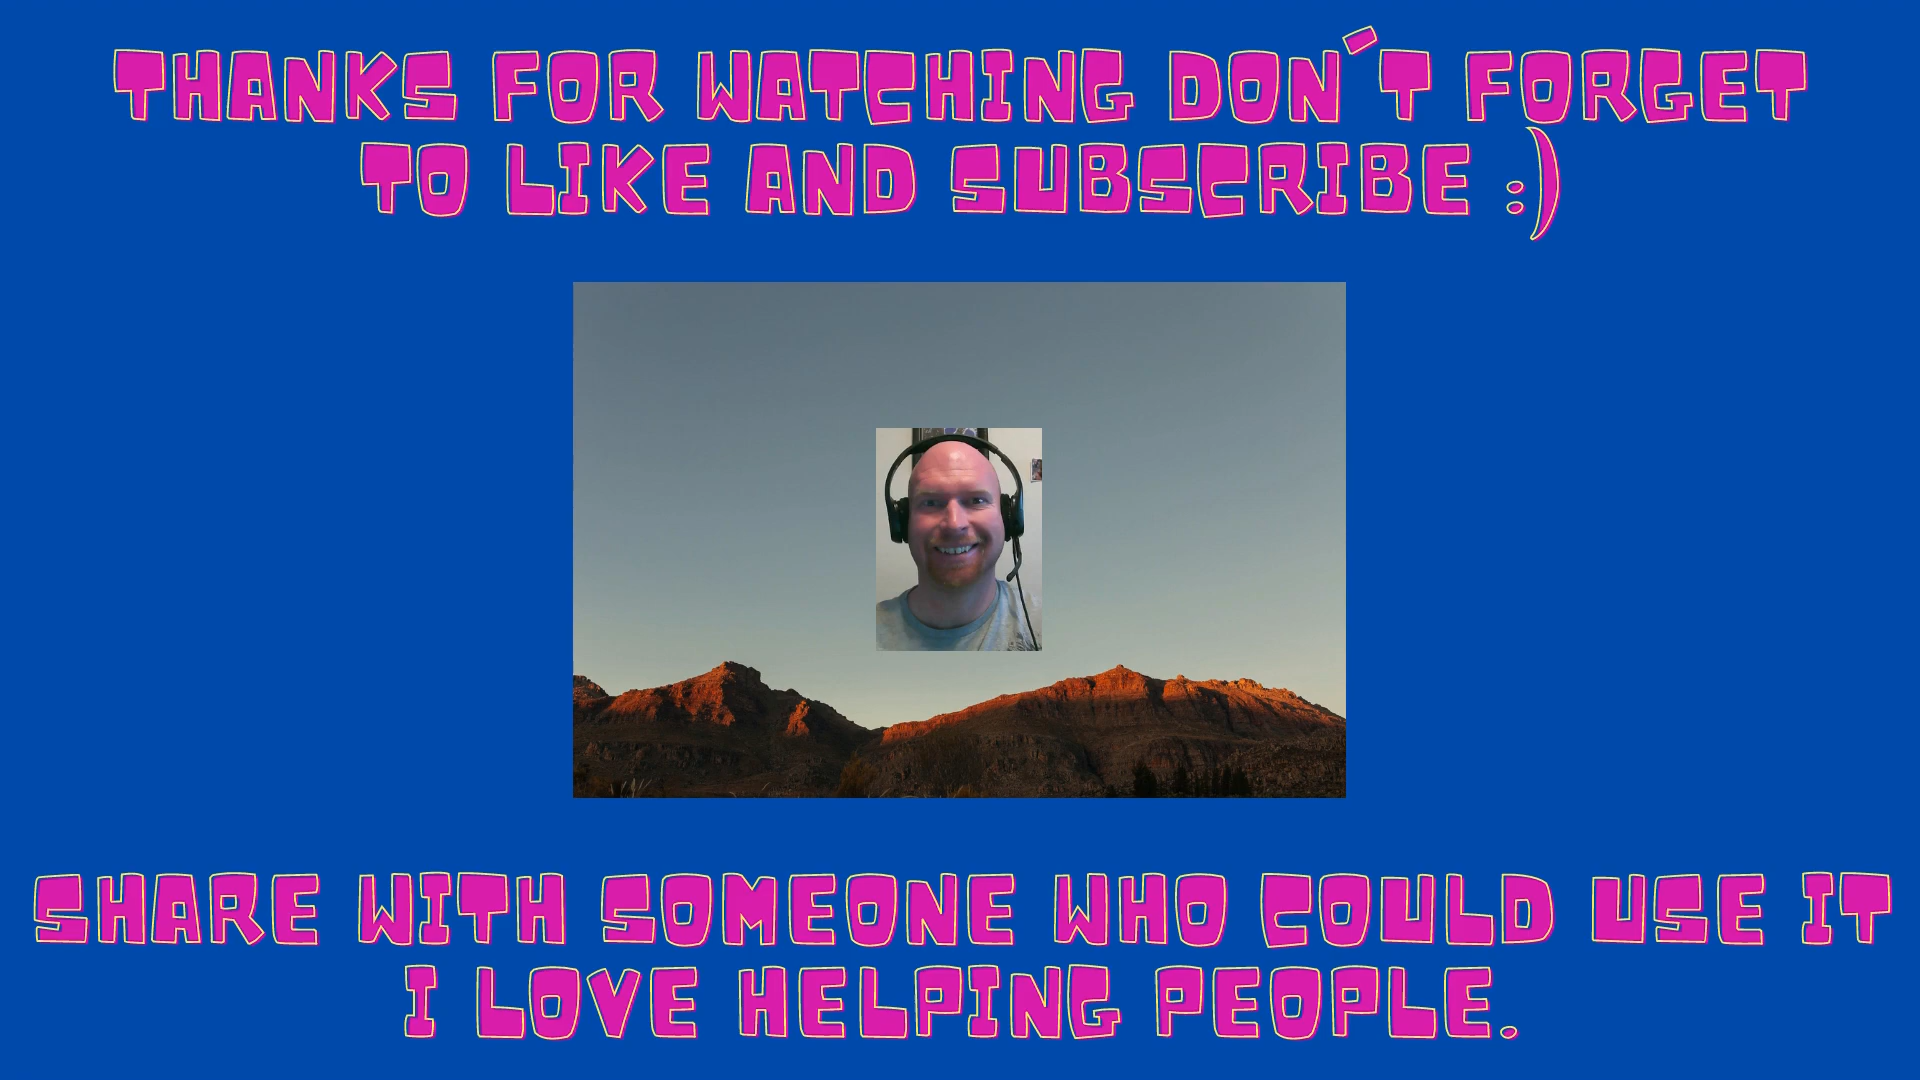 THANKS FOR WATCHING DON´T FORGET
TO LIKE AND SUBSCRIBE :)
SHARE WITH SOMEONE WHO COULD USE IT
I LOVE HELPING PEOPLE.